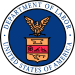 DEPARTMENT OF LABOR
UNITED STATES OF AMERICA